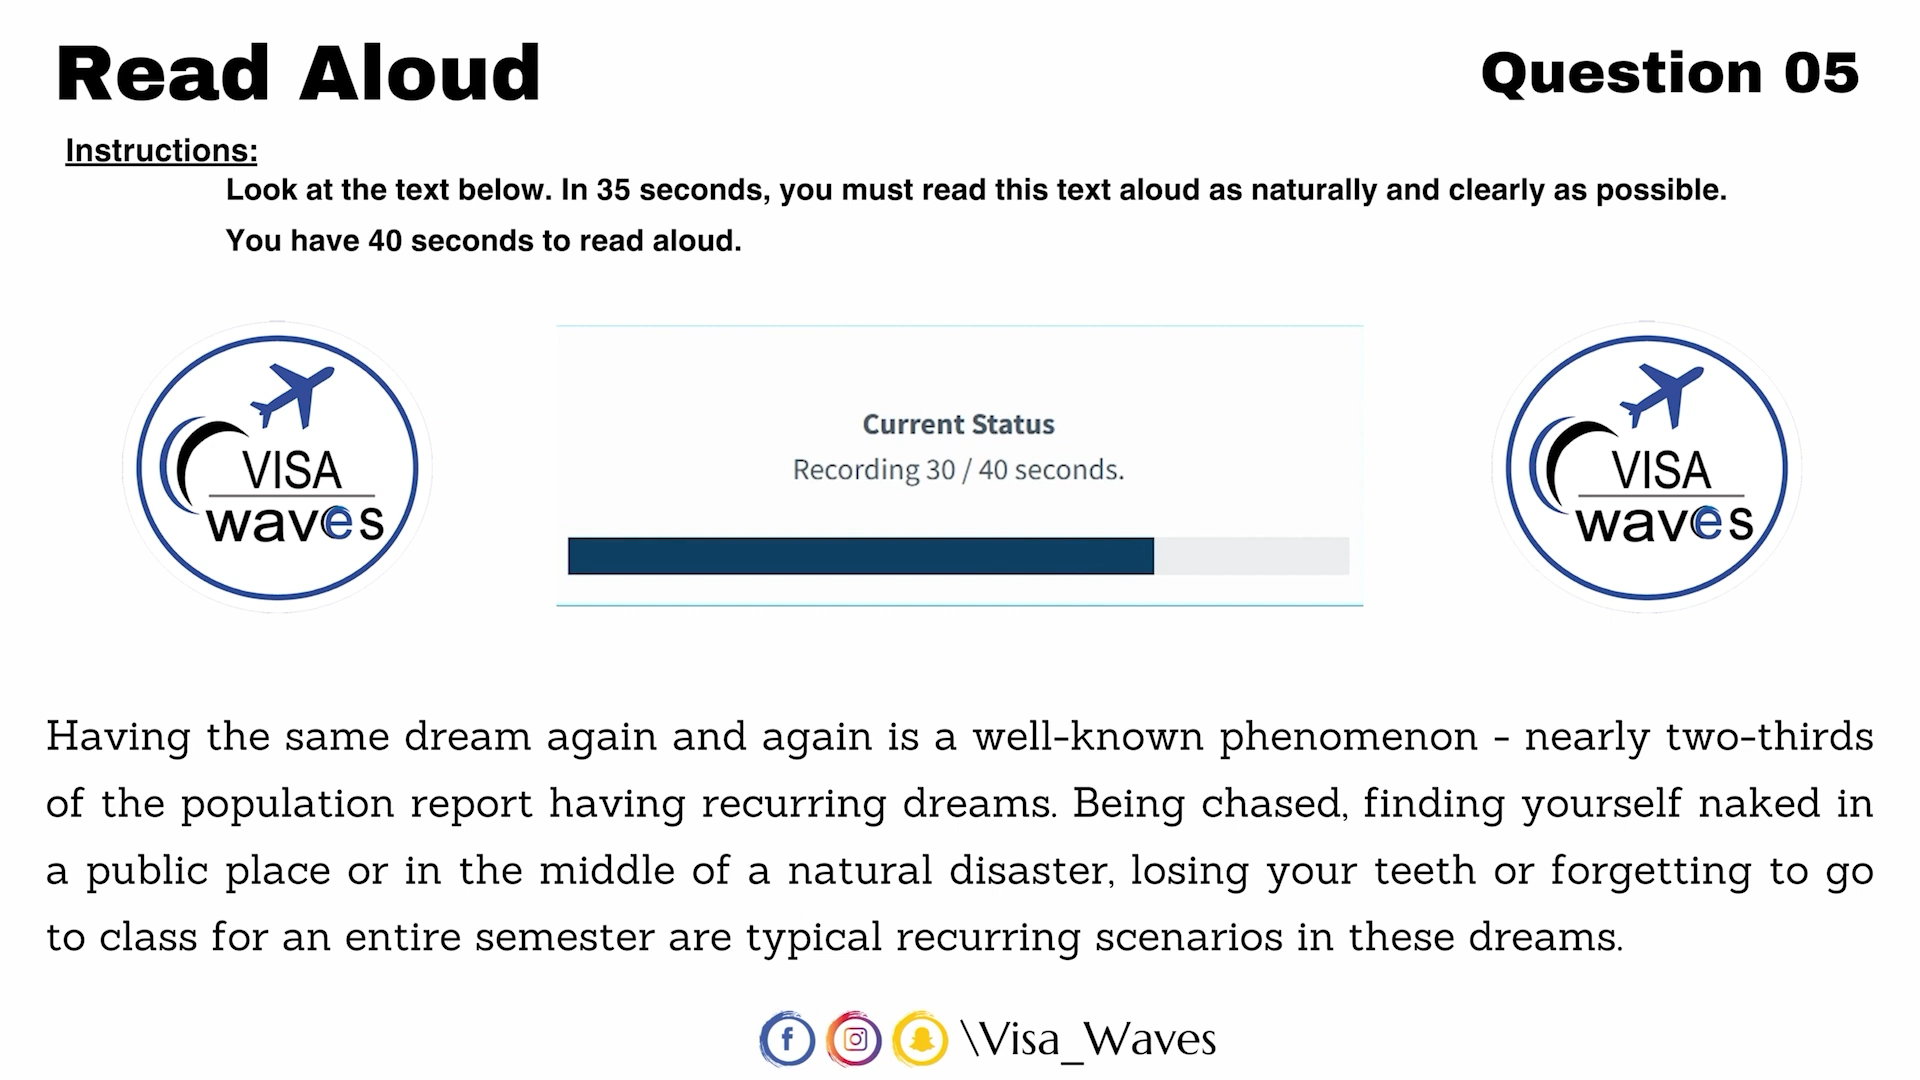 Read Aloud
Question 05
Instructions:
Look at the text below. In 35 seconds, you must read this text aloud as naturally and clearly as possible.
You have 40 seconds to read aloud.
VISA
waves
Current Status
Recording 30 / 40 seconds.
VISA
waves
Having the same dream again and again is a well-known phenomenon - nearly two-thirds
of the population report having recurring dreams. Being chased, finding yourself naked in
a public place or in the middle of a natural disaster, losing your teeth or forgetting to go
to class for an entire semester are typical recurring scenarios in these dreams.
\Visa_Waves